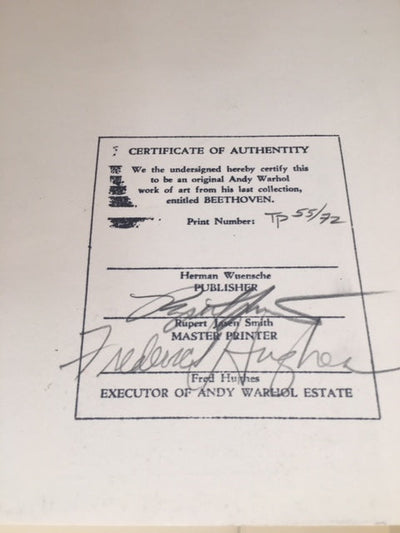 CERTIFICATE OF AUTHENTITY
We the undersigned hereby certify this
to be an original Andy Warhol
work of art from his last collection,
entitled BEETHOVEN.
Print Number: TP 55/72
Herman Wuensche
PUBLISHER
Rupert Jasen Smith
MASTER PRINTER
Frederick Hughes
Fred Hughes
EXECUTOR OF ANDY WARHOL ESTATE